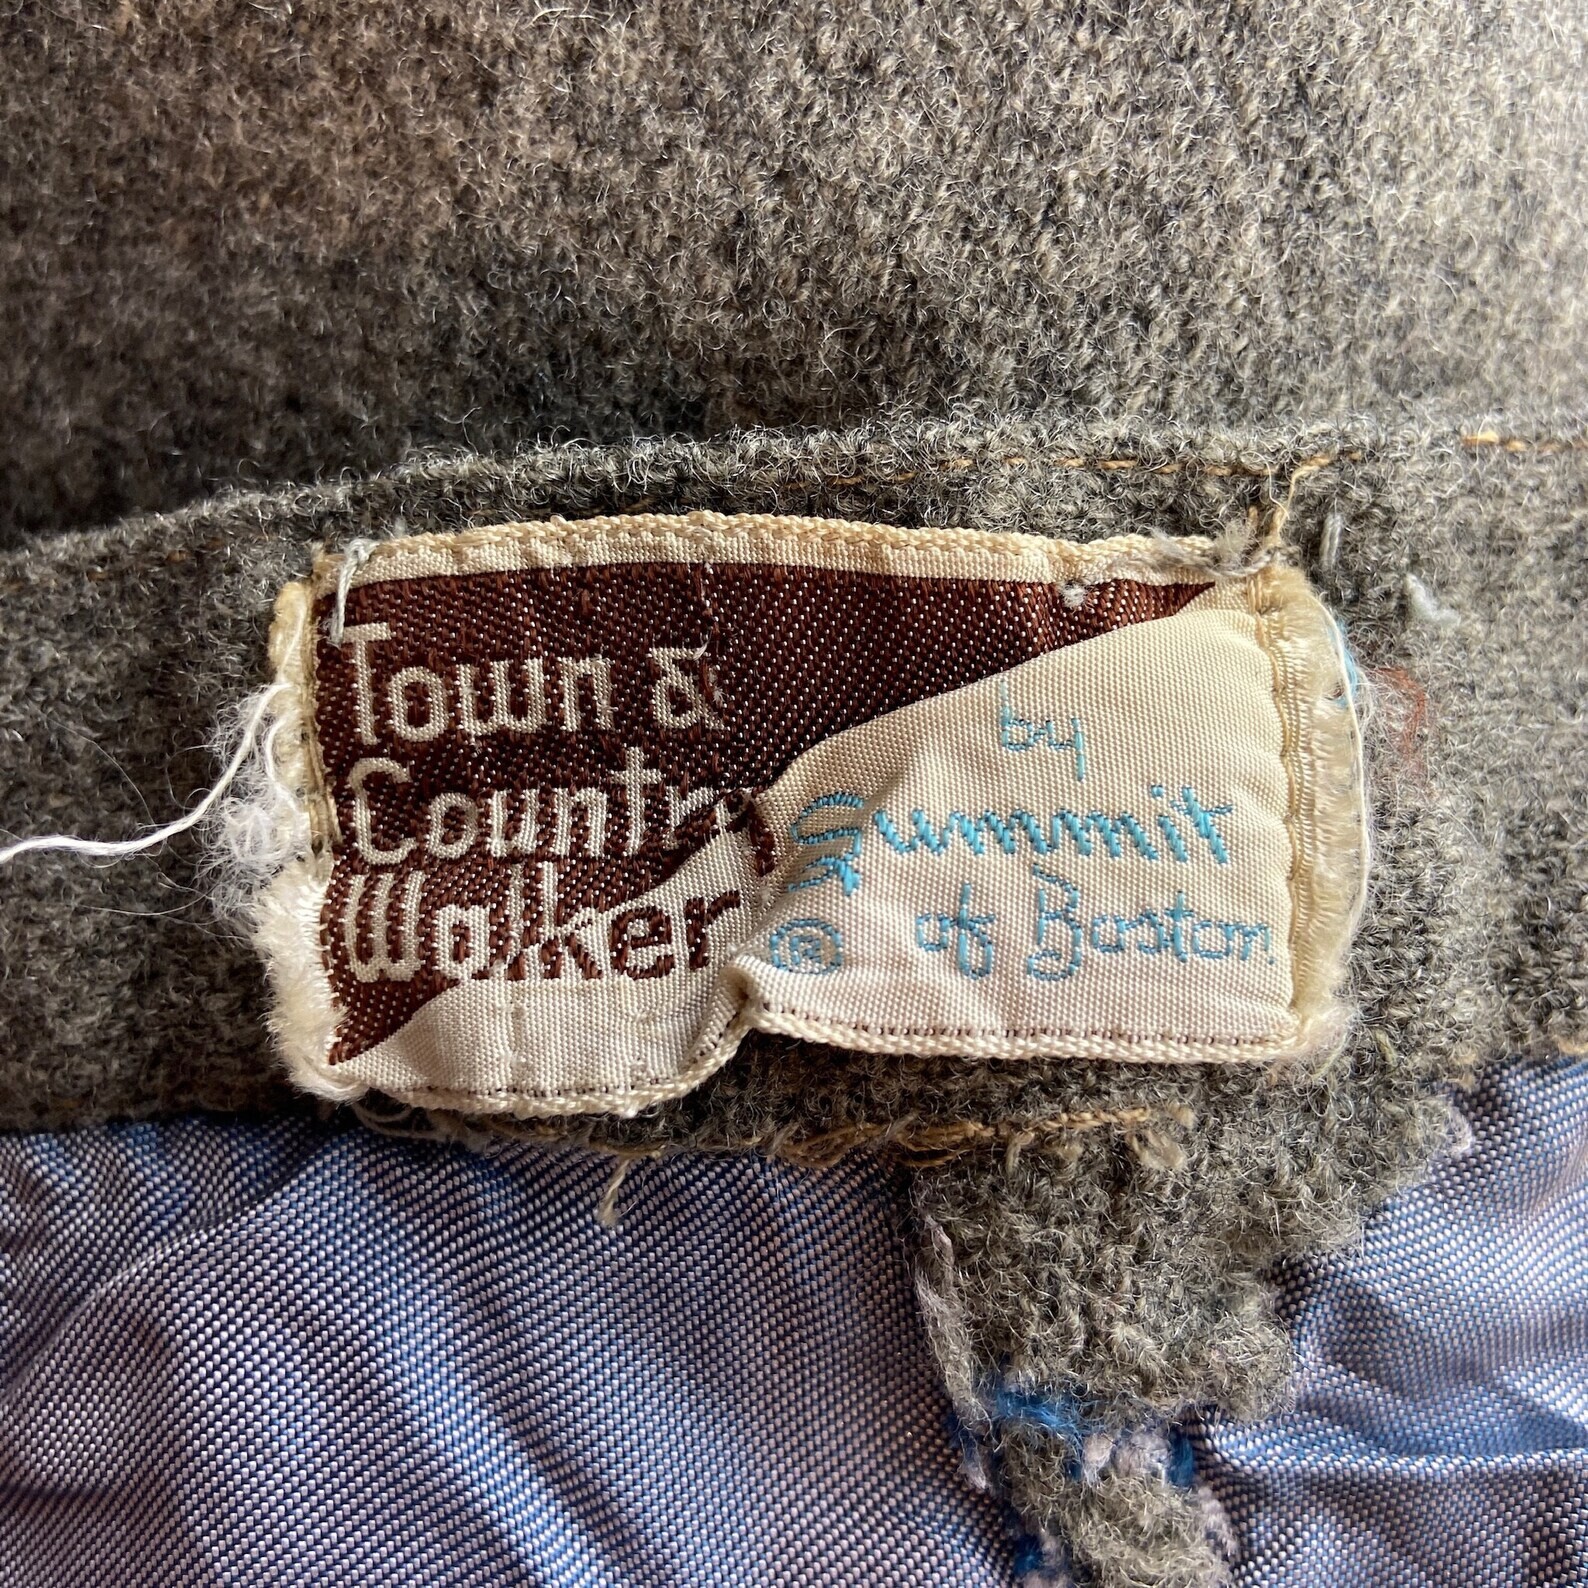 Town &
Country
Walker
by
Summit
®
of Boston